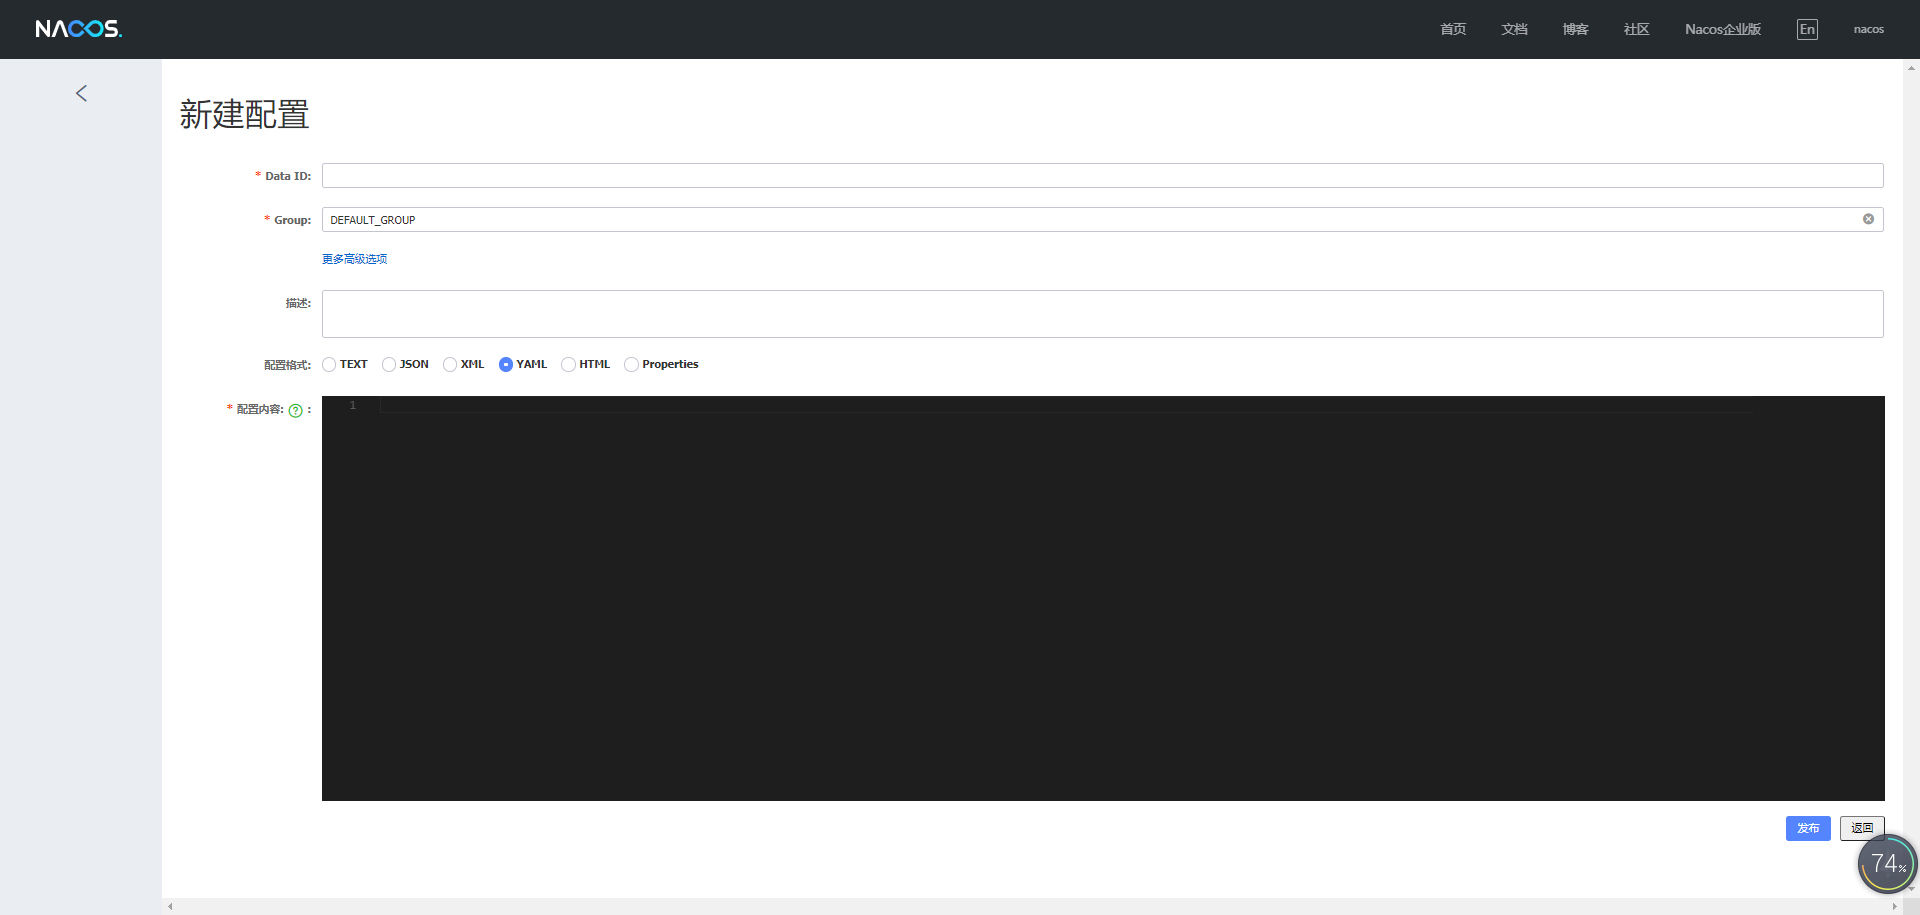 NACOS.
首页 文档 博客 社区 Nacos企业版 En nacos
新建配置
* Data ID:
* Group: DEFAULT_GROUP
更多高级选项
描述:
配置格式: TEXT JSON XML YAML HTML Properties
* 配置内容: ? :
1
发布 返回
74%